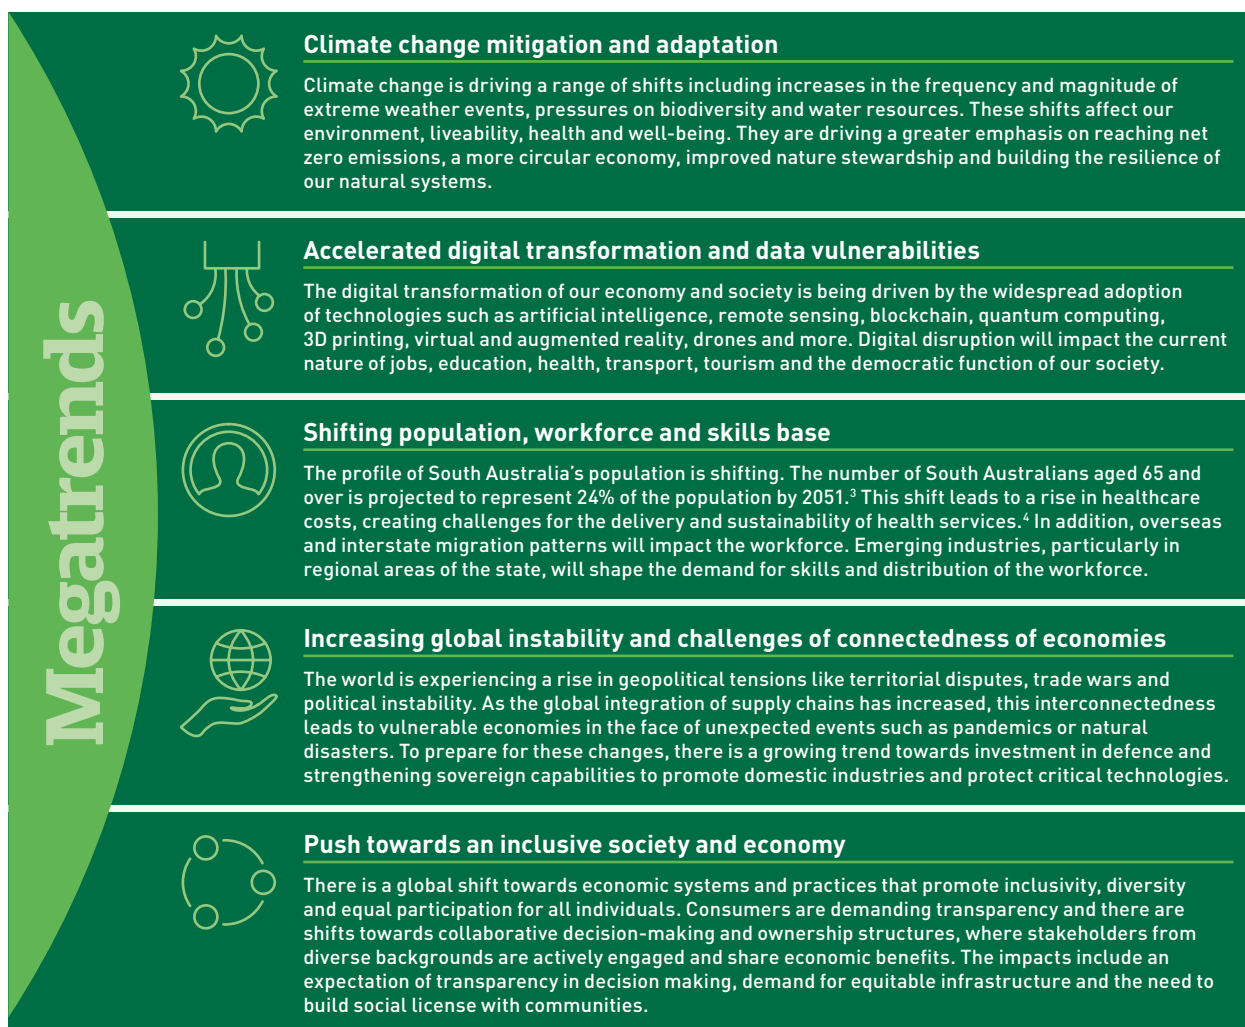 Megatrends
Climate change mitigation and adaptation
Climate change is driving a range of shifts including increases in the frequency and magnitude of
extreme weather events, pressures on biodiversity and water resources. These shifts affect our
environment, liveability, health and well-being. They are driving a greater emphasis on reaching net
zero emissions, a more circular economy, improved nature stewardship and building the resilience of
our natural systems.
Accelerated digital transformation and data vulnerabilities
The digital transformation of our economy and society is being driven by the widespread adoption
of technologies such as artificial intelligence, remote sensing, blockchain, quantum computing,
3D printing, virtual and augmented reality, drones and more. Digital disruption will impact the current
nature of jobs, education, health, transport, tourism and the democratic function of our society.
Shifting population, workforce and skills base
The profile of South Australia's population is shifting. The number of South Australians aged 65 and
over is projected to represent 24% of the population by 2051.³ This shift leads to a rise in healthcare
costs, creating challenges for the delivery and sustainability of health services.⁴ In addition, overseas
and interstate migration patterns will impact the workforce. Emerging industries, particularly in
regional areas of the state, will shape the demand for skills and distribution of the workforce.
Increasing global instability and challenges of connectedness of economies
The world is experiencing a rise in geopolitical tensions like territorial disputes, trade wars and
political instability. As the global integration of supply chains has increased, this interconnectedness
leads to vulnerable economies in the face of unexpected events such as pandemics or natural
disasters. To prepare for these changes, there is a growing trend towards investment in defence and
strengthening sovereign capabilities to promote domestic industries and protect critical technologies.
Push towards an inclusive society and economy
There is a global shift towards economic systems and practices that promote inclusivity, diversity
and equal participation for all individuals. Consumers are demanding transparency and there are
shifts towards collaborative decision-making and ownership structures, where stakeholders from
diverse backgrounds are actively engaged and share economic benefits. The impacts include an
expectation of transparency in decision making, demand for equitable infrastructure and the need to
build social license with communities.